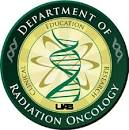 DEPARTMENT OF
Education
CLINICAL
RESEARCH
UAB
RADIATION ONCOLOGY